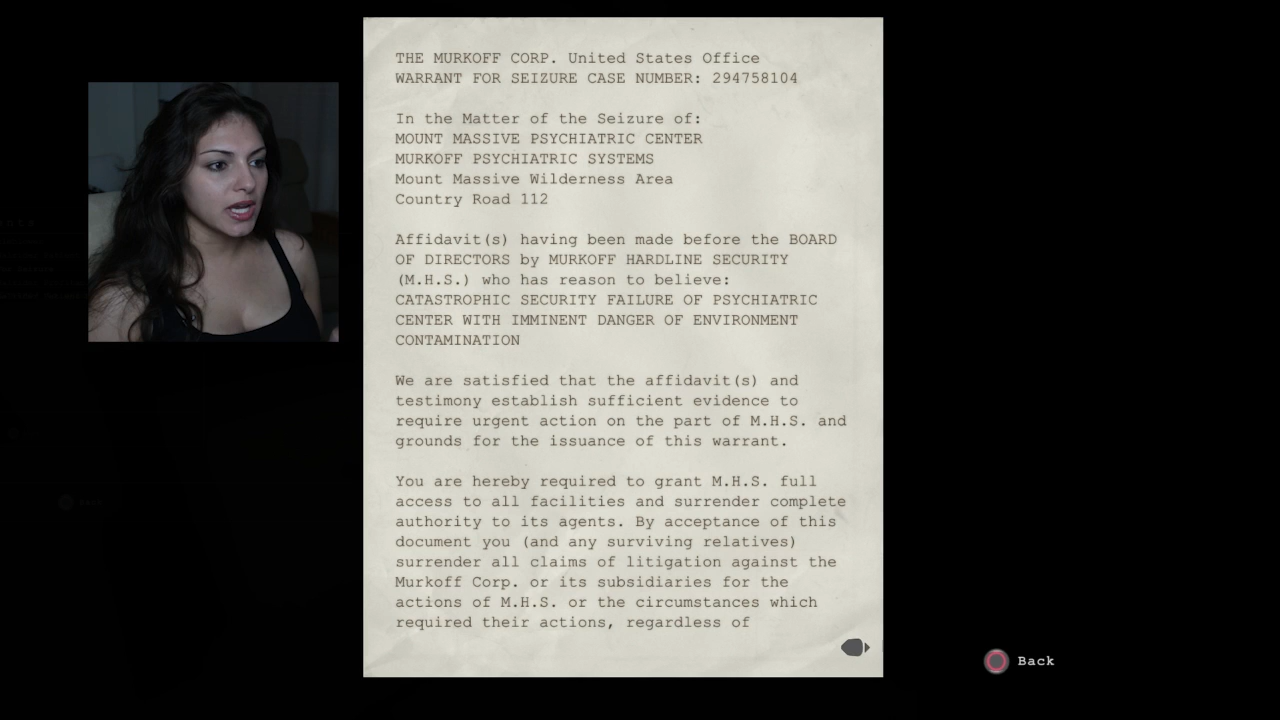 THE MURKOFF CORP. United States Office
WARRANT FOR SEIZURE CASE NUMBER: 294758104
In the Matter of the Seizure of:
MOUNT MASSIVE PSYCHIATRIC CENTER
MURKOFF PSYCHIATRIC SYSTEMS
Mount Massive Wilderness Area
Country Road 112
Affidavit(s) having been made before the BOARD
OF DIRECTORS by MURKOFF HARDLINE SECURITY
(M.H.S.) who has reason to believe:
CATASTROPHIC SECURITY FAILURE OF PSYCHIATRIC
CENTER WITH IMMINENT DANGER OF ENVIRONMENT
CONTAMINATION
We are satisfied that the affidavit(s) and
testimony establish sufficient evidence to
require urgent action on the part of M.H.S. and
grounds for the issuance of this warrant.
You are hereby required to grant M.H.S. full
access to all facilities and surrender complete
authority to its agents. By acceptance of this
document you (and any surviving relatives)
surrender all claims of litigation against the
Murkoff Corp. or its subsidiaries for the
actions of M.H.S. or the circumstances which
required their actions, regardless of
Back